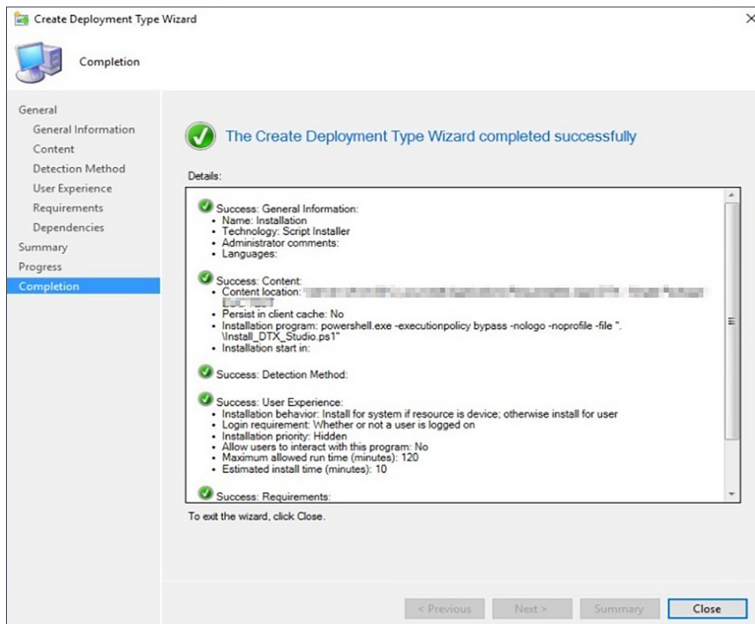 Create Deployment Type Wizard
Completion
General
General Information
Content
Detection Method
User Experience
Requirements
Dependencies
Summary
Progress
Completion
The Create Deployment Type Wizard completed successfully
Details:
Success: General Information:
• Name: Installation
• Technology: Script Installer
• Administrator comments:
• Languages:
Success: Content:
• Content location:
• Persist in client cache: No
• Installation program: powershell.exe -executionpolicy bypass -nologo -noprofile -file ".
\Install_DTX_Studio.ps1"
• Installation start in:
Success: Detection Method:
Success: User Experience:
• Installation behavior: Install for system if resource is device; otherwise install for user
• Login requirement: Whether or not a user is logged on
• Installation priority: Hidden
• Allow users to interact with this program: No
• Maximum allowed run time (minutes): 120
• Estimated install time (minutes): 10
Success: Requirements:
To exit the wizard, click Close.
< Previous
Next >
Summary
Close